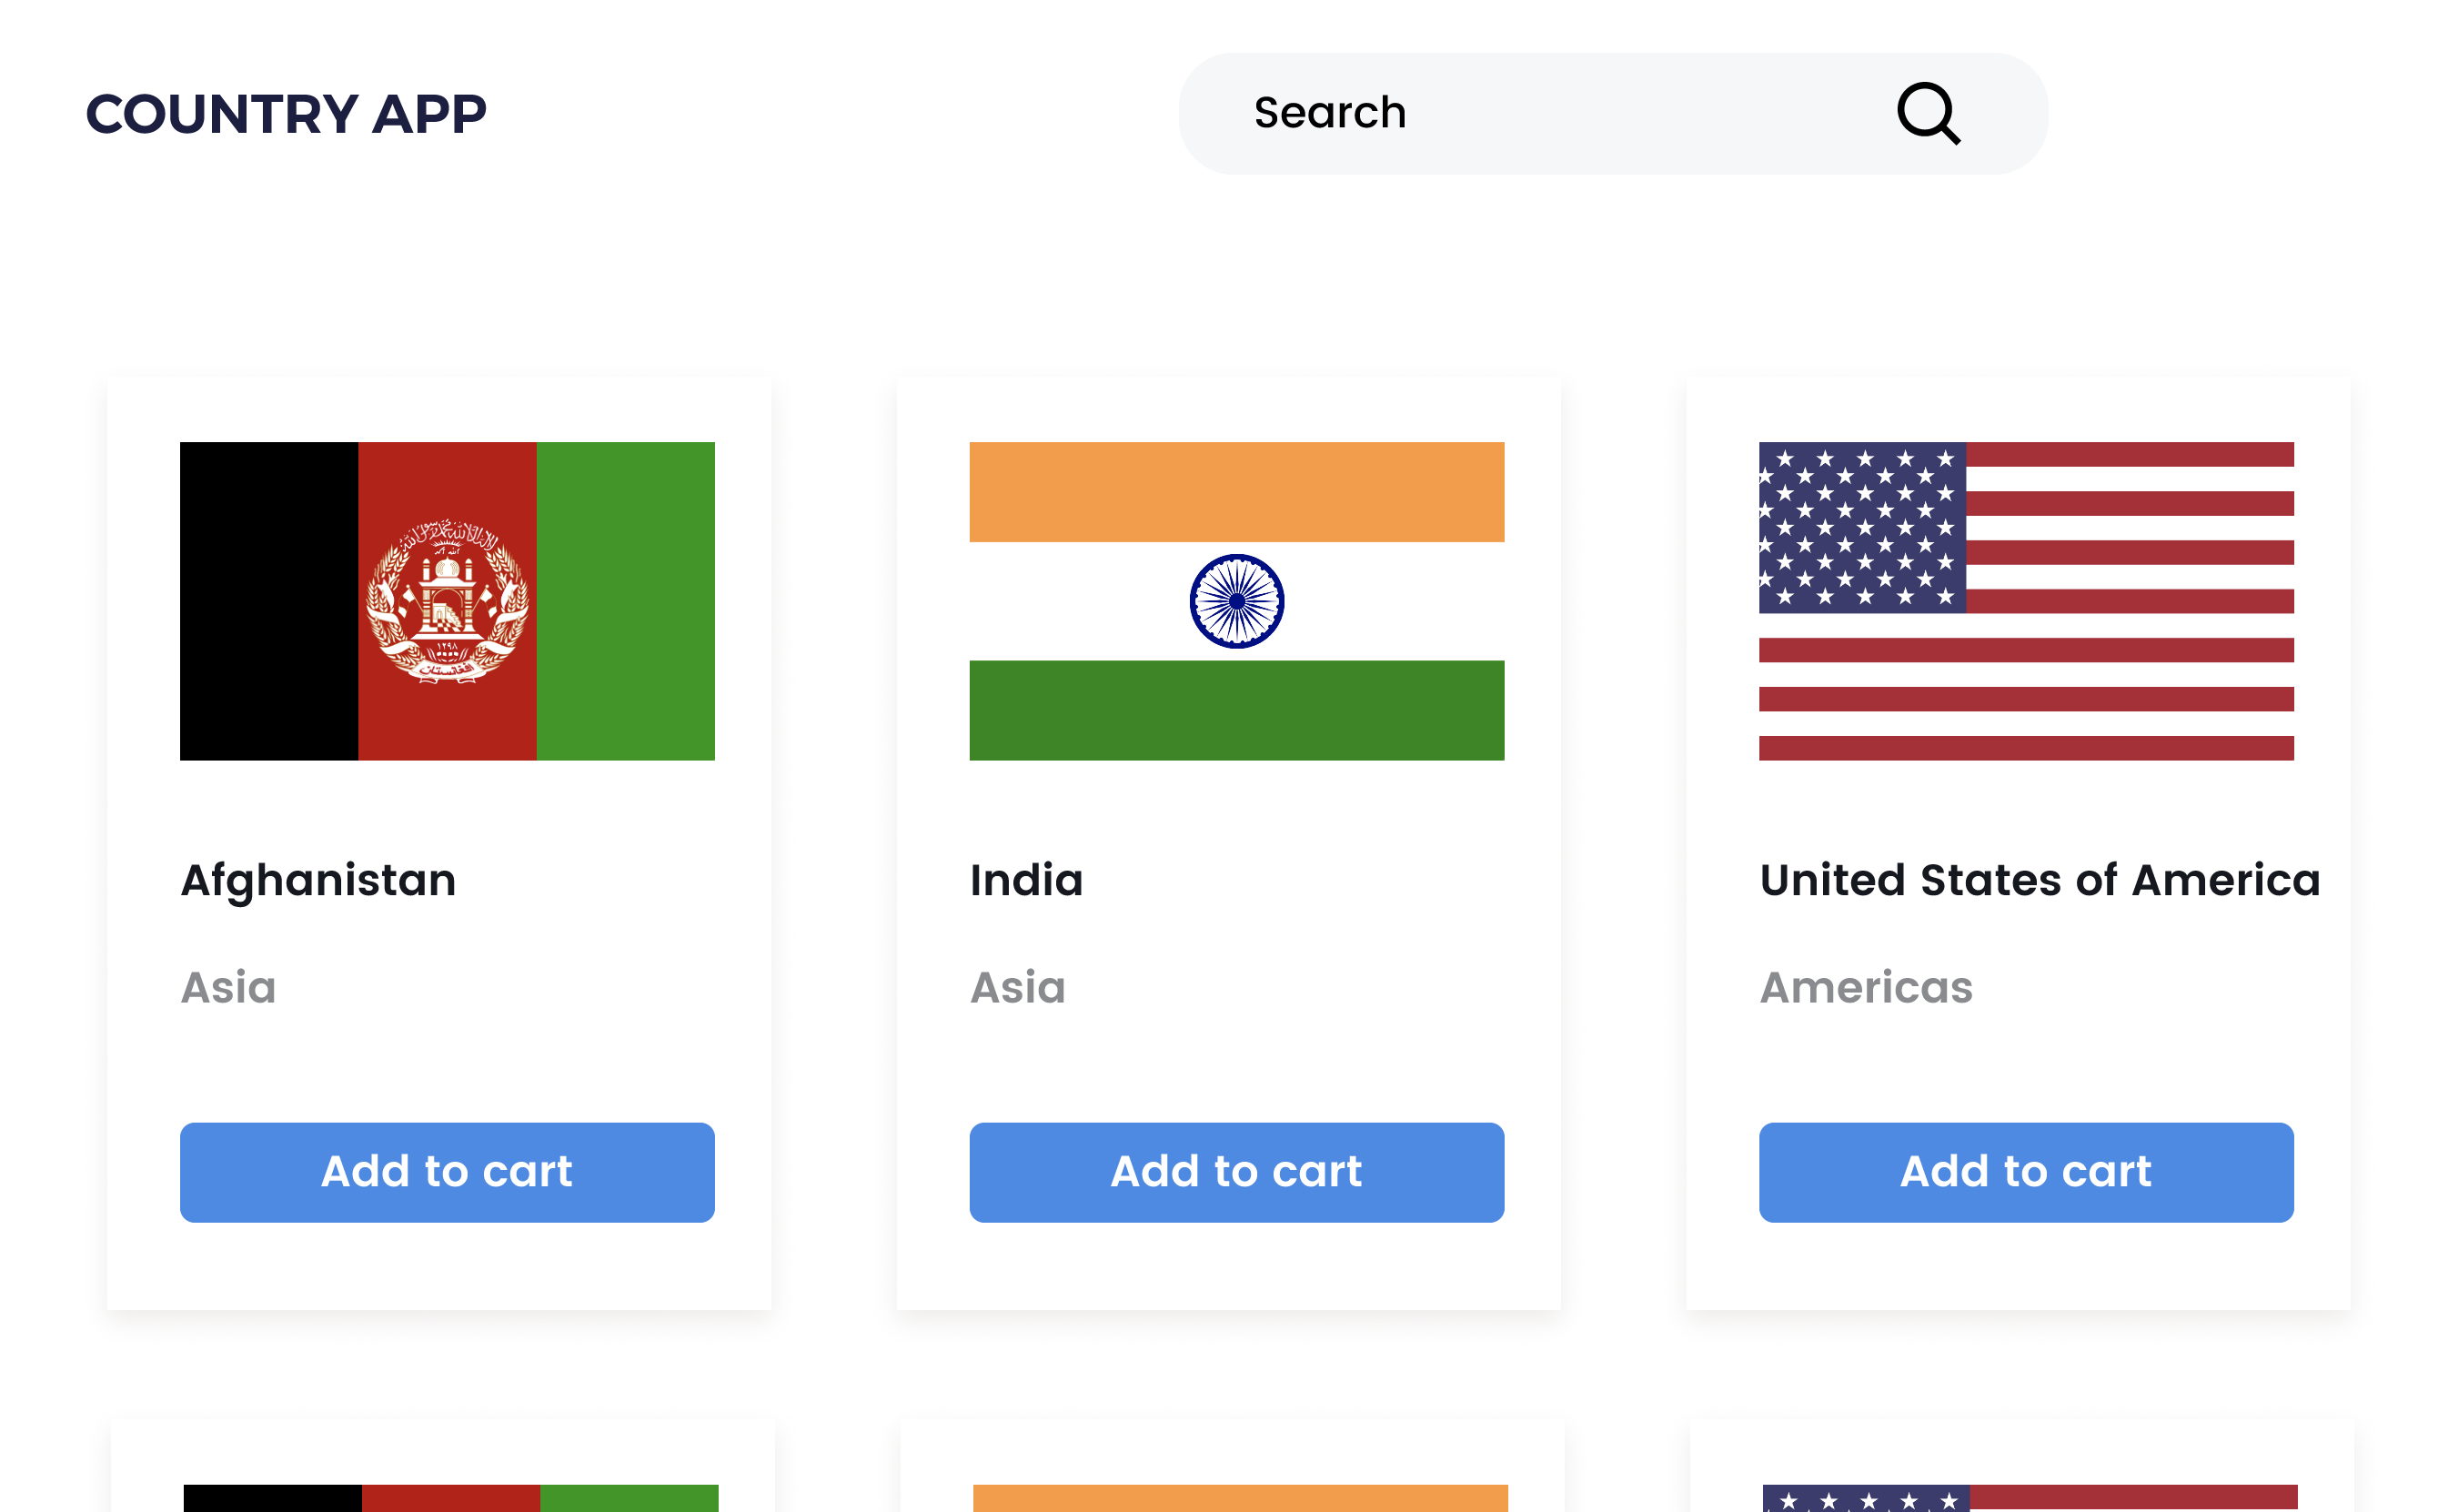 COUNTRY APP
Search
Afghanistan
India
United States of America
Asia
Asia
Americas
Add to cart
Add to cart
Add to cart